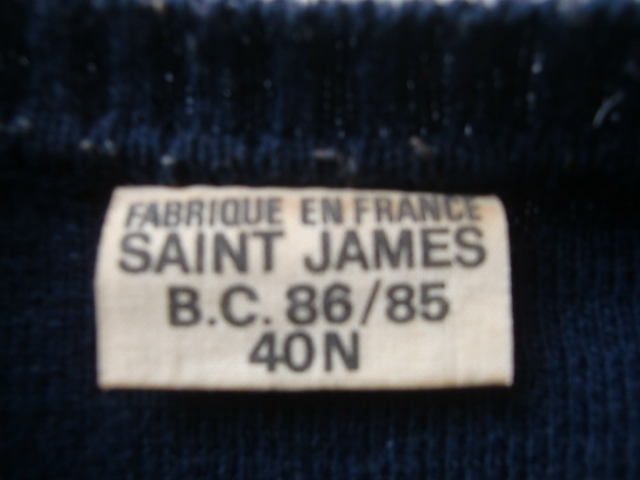 FABRIQUE EN FRANCE
SAINT JAMES
B.C. 86/85
40N